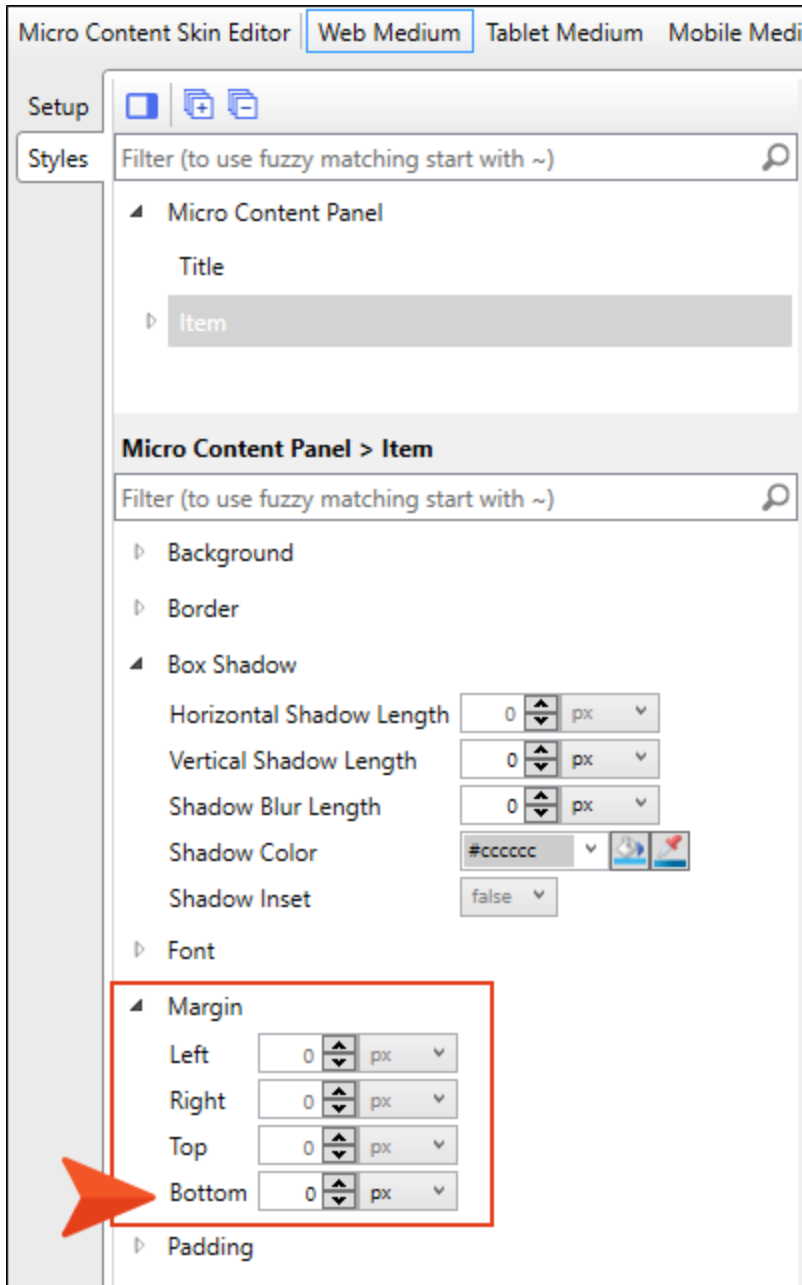 Micro Content Skin Editor Web Medium Tablet Medium Mobile Medi
Setup
Styles
Filter (to use fuzzy matching start with ~)
Micro Content Panel
Title
Item
Micro Content Panel > Item
Filter (to use fuzzy matching start with ~)
Background
Border
Box Shadow
Horizontal Shadow Length 0 px
Vertical Shadow Length 0 px
Shadow Blur Length 0 px
Shadow Color #cccccc
Shadow Inset false
Font
Margin
Left 0 px
Right 0 px
Top 0 px
Bottom 0 px
Padding